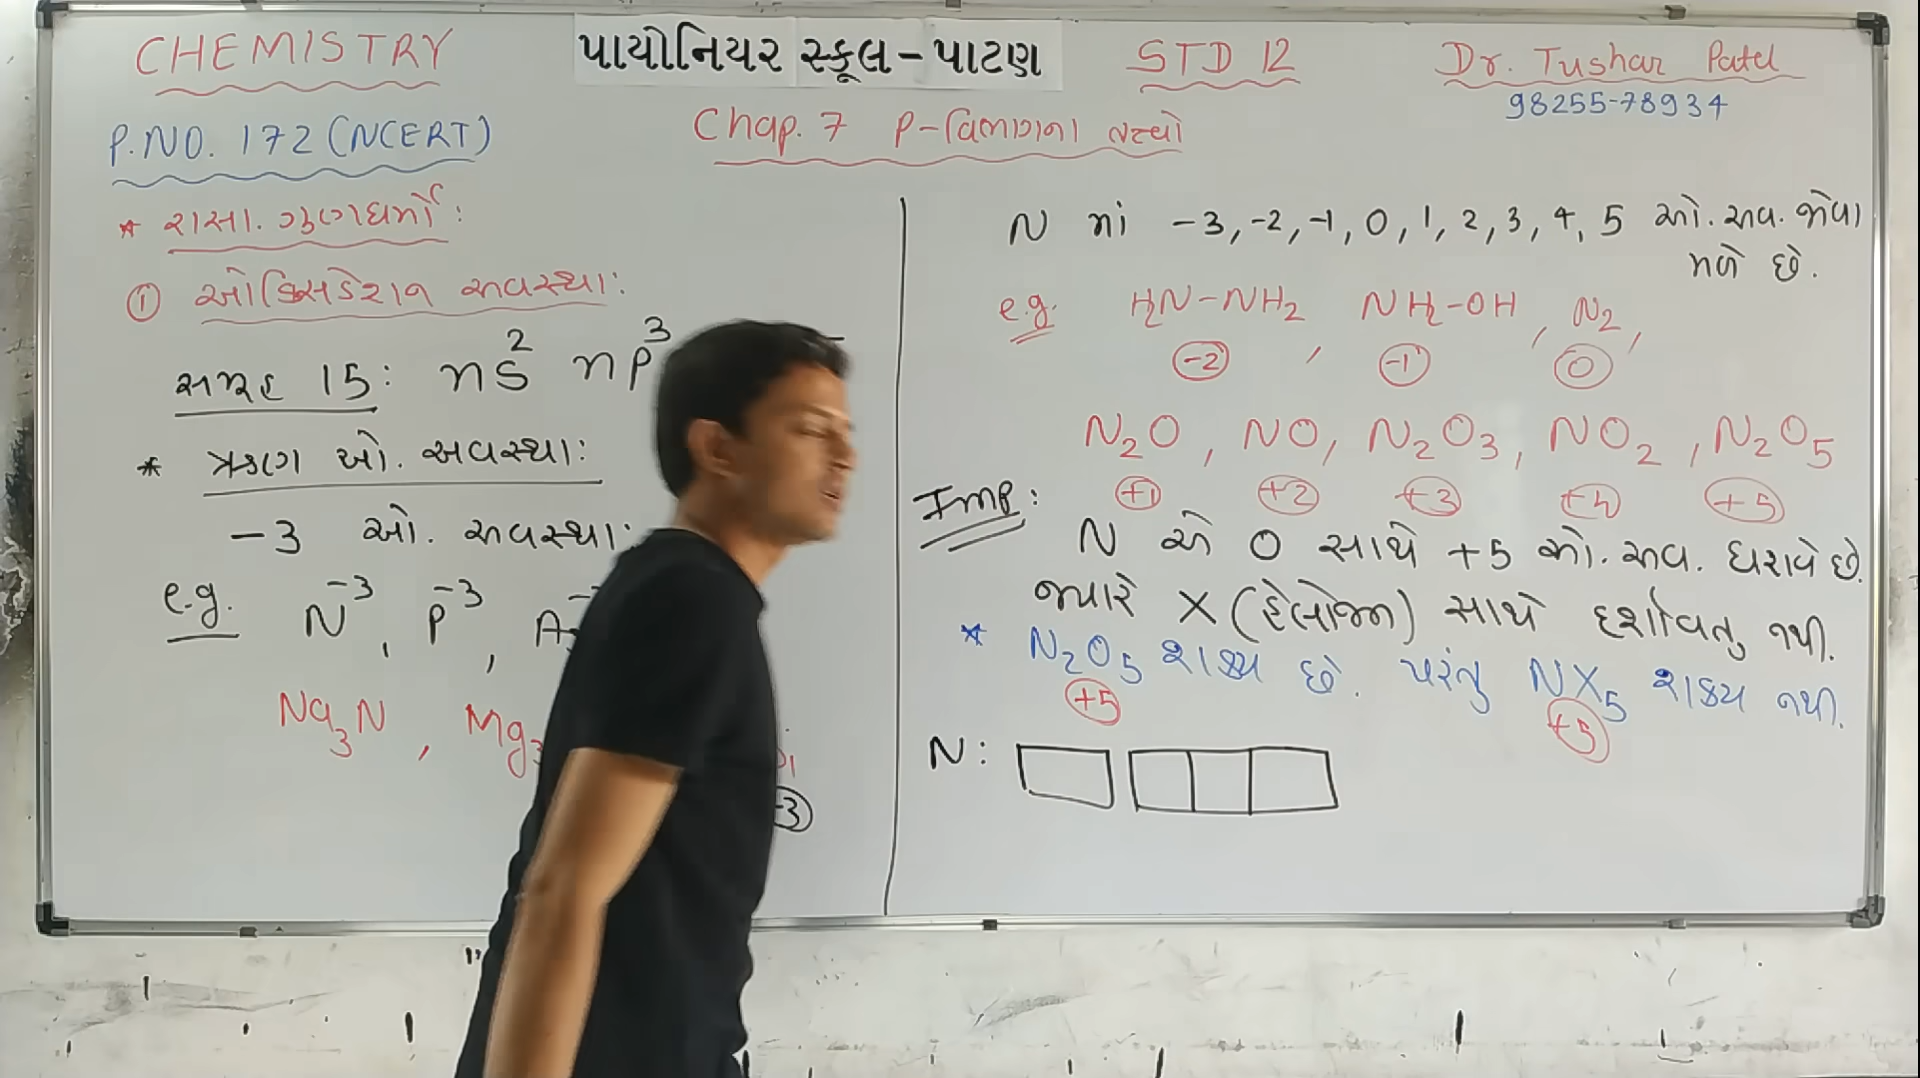 CHEMISTRY
પાયોનિયર સ્કૂલ - પાટણ
STD 12
Dr. Tushar Patel
98255-78934
P.NO. 172 (NCERT)
Chap. 7 P-વિભાગના તત્ત્વો
* રાસા. ગુણધર્મો:
① ઓક્સિડેશન અવસ્થા:
સમૂહ 15: ns² np³
* ઋણ ઓ. અવસ્થા:
-3 ઓ. અવસ્થા:
e.g. N⁻³, P⁻³,
Na₃N, Mg₃
N માં -3, -2, -1, 0, 1, 2, 3, 4, 5 ઓ. અવ. જોવા
મળે છે.
e.g. H₂N-NH₂, NH₂-OH, N₂,
-2 -1 0
N₂O, NO, N₂O₃, NO₂, N₂O₅
+1 +2 +3 +4 +5
Imp:
N એ O સાથે +5 ઓ. અવ. ધરાવે છે.
જ્યારે X (હેલોજન) સાથે દર્શાવતુ નથી.
* N₂O₅ શક્ય છે. પરંતુ NX₅ શક્ય નથી.
+5 +5
N: